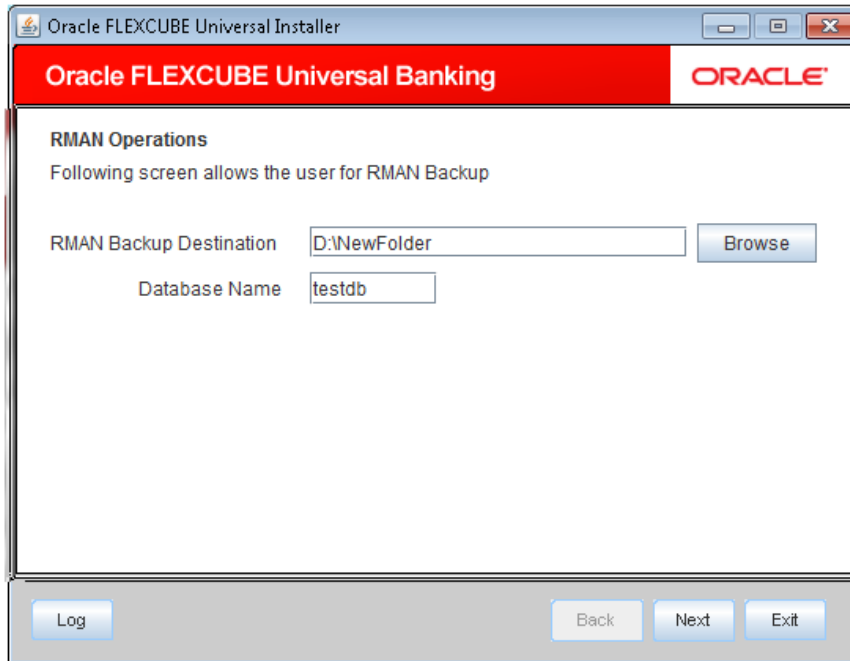 Oracle FLEXCUBE Universal Installer
Oracle FLEXCUBE Universal Banking
ORACLE
RMAN Operations
Following screen allows the user for RMAN Backup
RMAN Backup Destination D:\NewFolder Browse
Database Name testdb
Log Back Next Exit